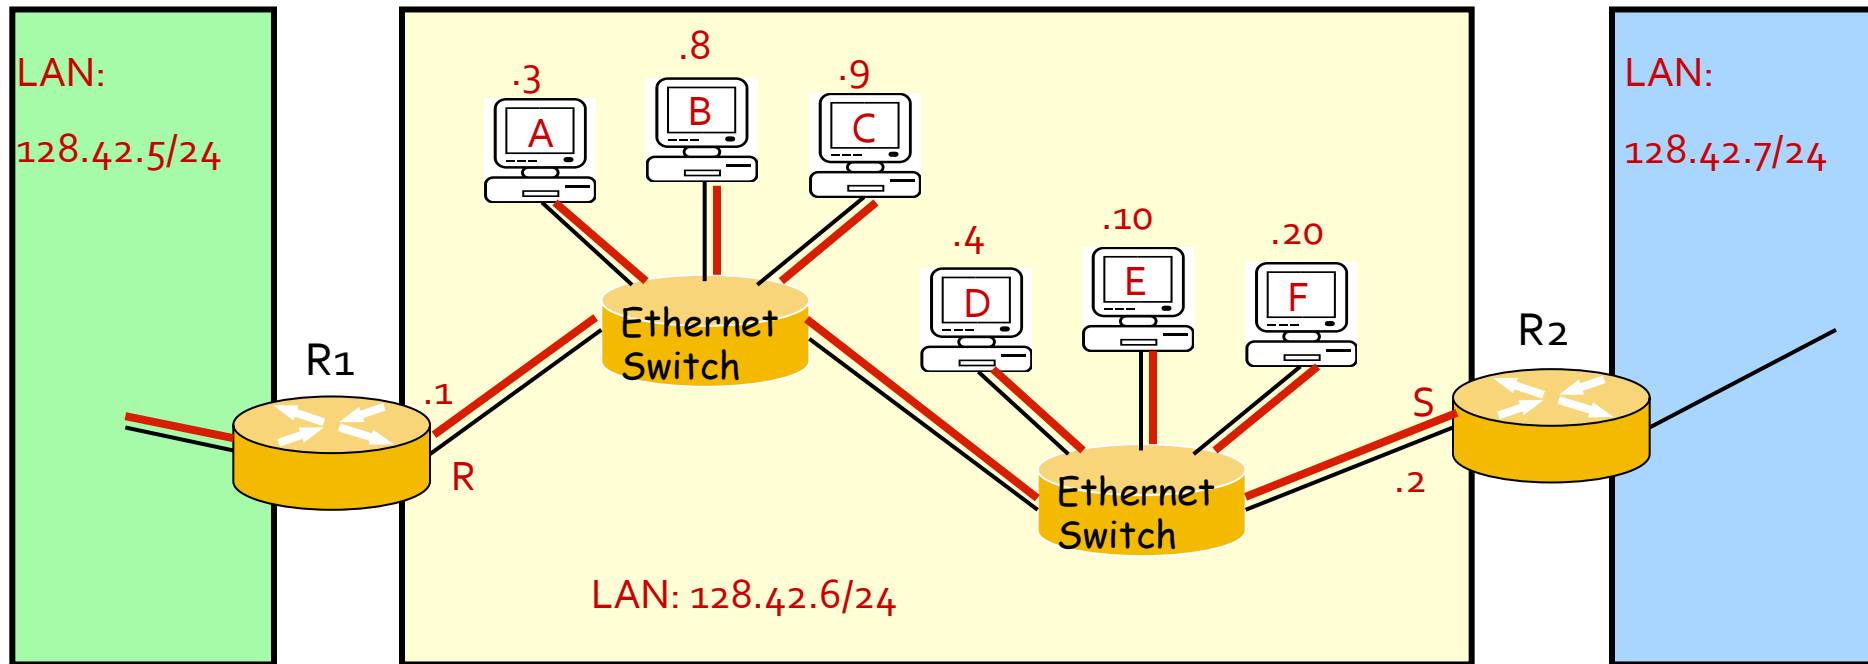 LAN:
128.42.5/24
R1
.1
R
.3
A
.8
B
.9
C
Ethernet
Switch
.4
D
.10
E
.20
F
Ethernet
Switch
S
.2
LAN: 128.42.6/24
R2
LAN:
128.42.7/24